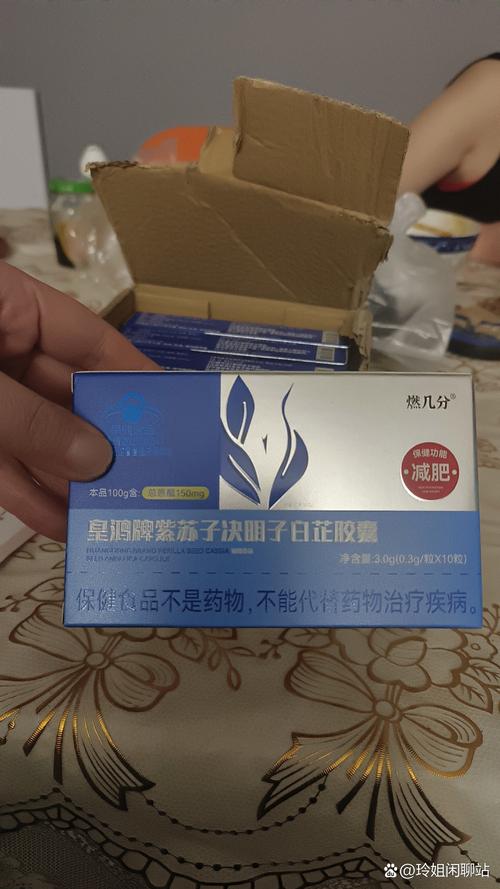 燃几分®
保健功能
减肥
本品100g含: 总蒽醌150mg
皇鸿牌紫苏子决明子白芷胶囊
净含量:3.0g(0.3g/粒X10粒)
保健食品不是药物,不能代替药物治疗疾病。
@玲姐闲聊站